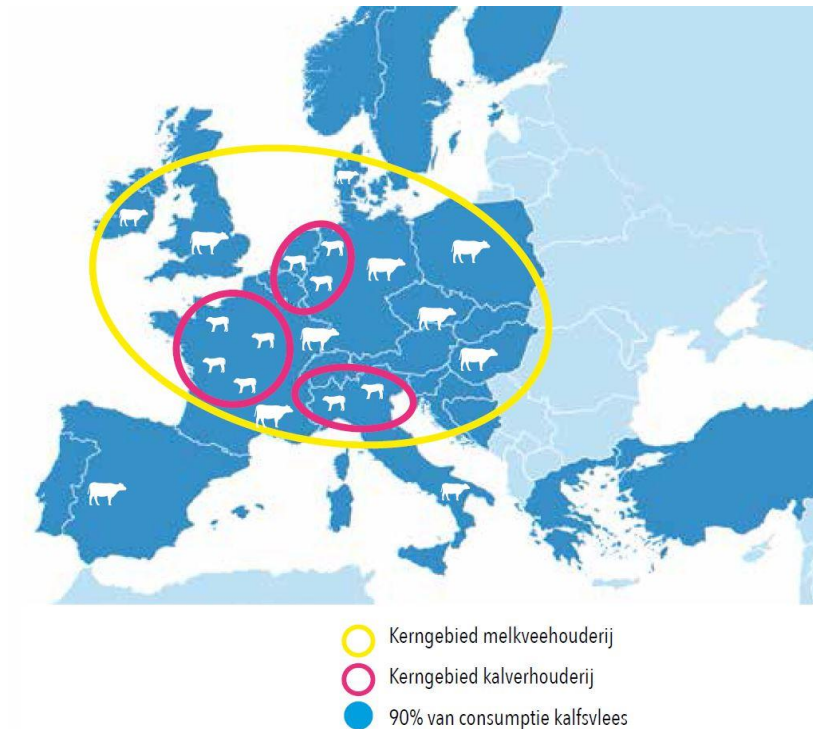 Kerngebied melkveehouderij
Kerngebied kalverhouderij
90% van consumptie kalfsvlees